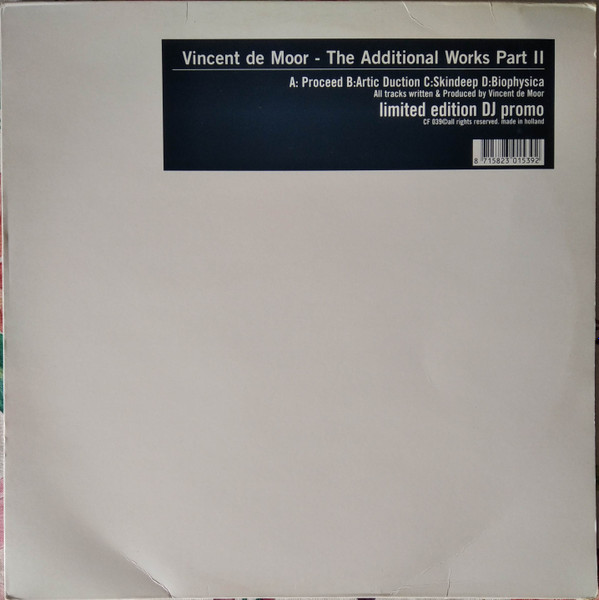 Vincent de Moor - The Additional Works Part II
A: Proceed B:Artic Duction C:Skindeep D:Biophysica
All tracks written & Produced by Vincent de Moor
limited edition DJ promo
CF 039©all rights reserved. made in holland
8 715823 015392